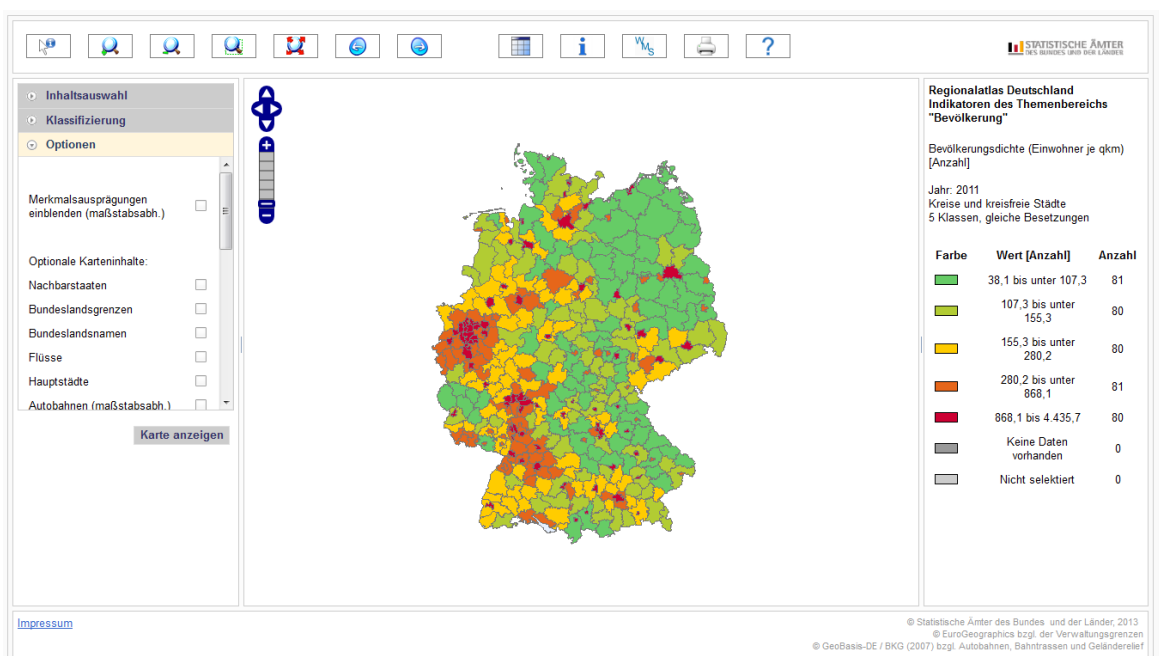 WMS
?
STATISTISCHE ÄMTER
DES BUNDES UND DER LÄNDER
Inhaltsauswahl
Klassifizierung
Optionen
Merkmalsausprägungen
einblenden (maßstabsabh.)
Optionale Karteninhalte:
Nachbarstaaten
Bundeslandsgrenzen
Bundeslandsnamen
Flüsse
Hauptstädte
Autobahnen (maßstabsabh.)
Karte anzeigen
Regionalatlas Deutschland
Indikatoren des Themenbereichs
"Bevölkerung"
Bevölkerungsdichte (Einwohner je qkm)
[Anzahl]
Jahr: 2011
Kreise und kreisfreie Städte
5 Klassen, gleiche Besetzungen
Farbe Wert [Anzahl] Anzahl
38,1 bis unter 107,3 81
107,3 bis unter
155,3 80
155,3 bis unter
280,2 80
280,2 bis unter
868,1 81
868,1 bis 4.435,7 80
Keine Daten
vorhanden 0
Nicht selektiert 0
Impressum
© Statistische Ämter des Bundes und der Länder, 2013
© EuroGeographics bzgl. der Verwaltungsgrenzen
© GeoBasis-DE / BKG (2007) bzgl. Autobahnen, Bahntrassen und Geländerelief